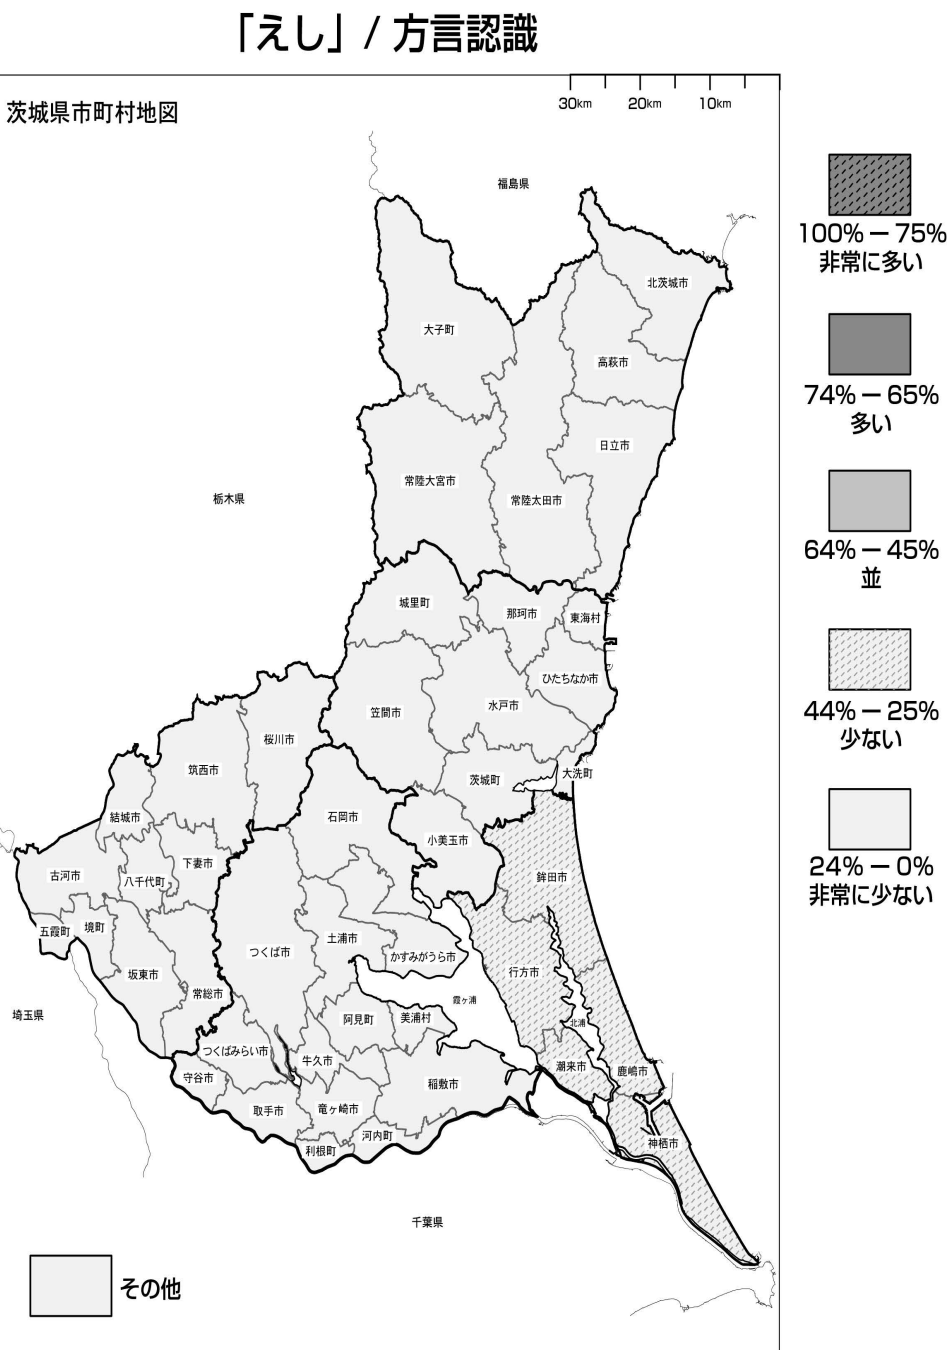 「えし」/ 方言認識
茨城県市町村地図
30km 20km 10km
福島県
北茨城市
大子町
高萩市
日立市
常陸大宮市
常陸太田市
栃木県
城里町
那珂市
東海村
ひたちなか市
水戸市
笠間市
桜川市
筑西市
茨城町
大洗町
石岡市
結城市
小美玉市
下妻市
古河市
八千代町
鉾田市
五霞町
境町
土浦市
つくば市
かすみがうら市
坂東市
行方市
常総市
霞ヶ浦
埼玉県
阿見町
美浦村
北浦
つくばみらい市
牛久市
潮来市
鹿嶋市
守谷市
稲敷市
取手市
竜ヶ崎市
河内町
神栖市
利根町
千葉県
その他
100% − 75%
非常に多い
74% − 65%
多い
64% − 45%
並
44% − 25%
少ない
24% − 0%
非常に少ない